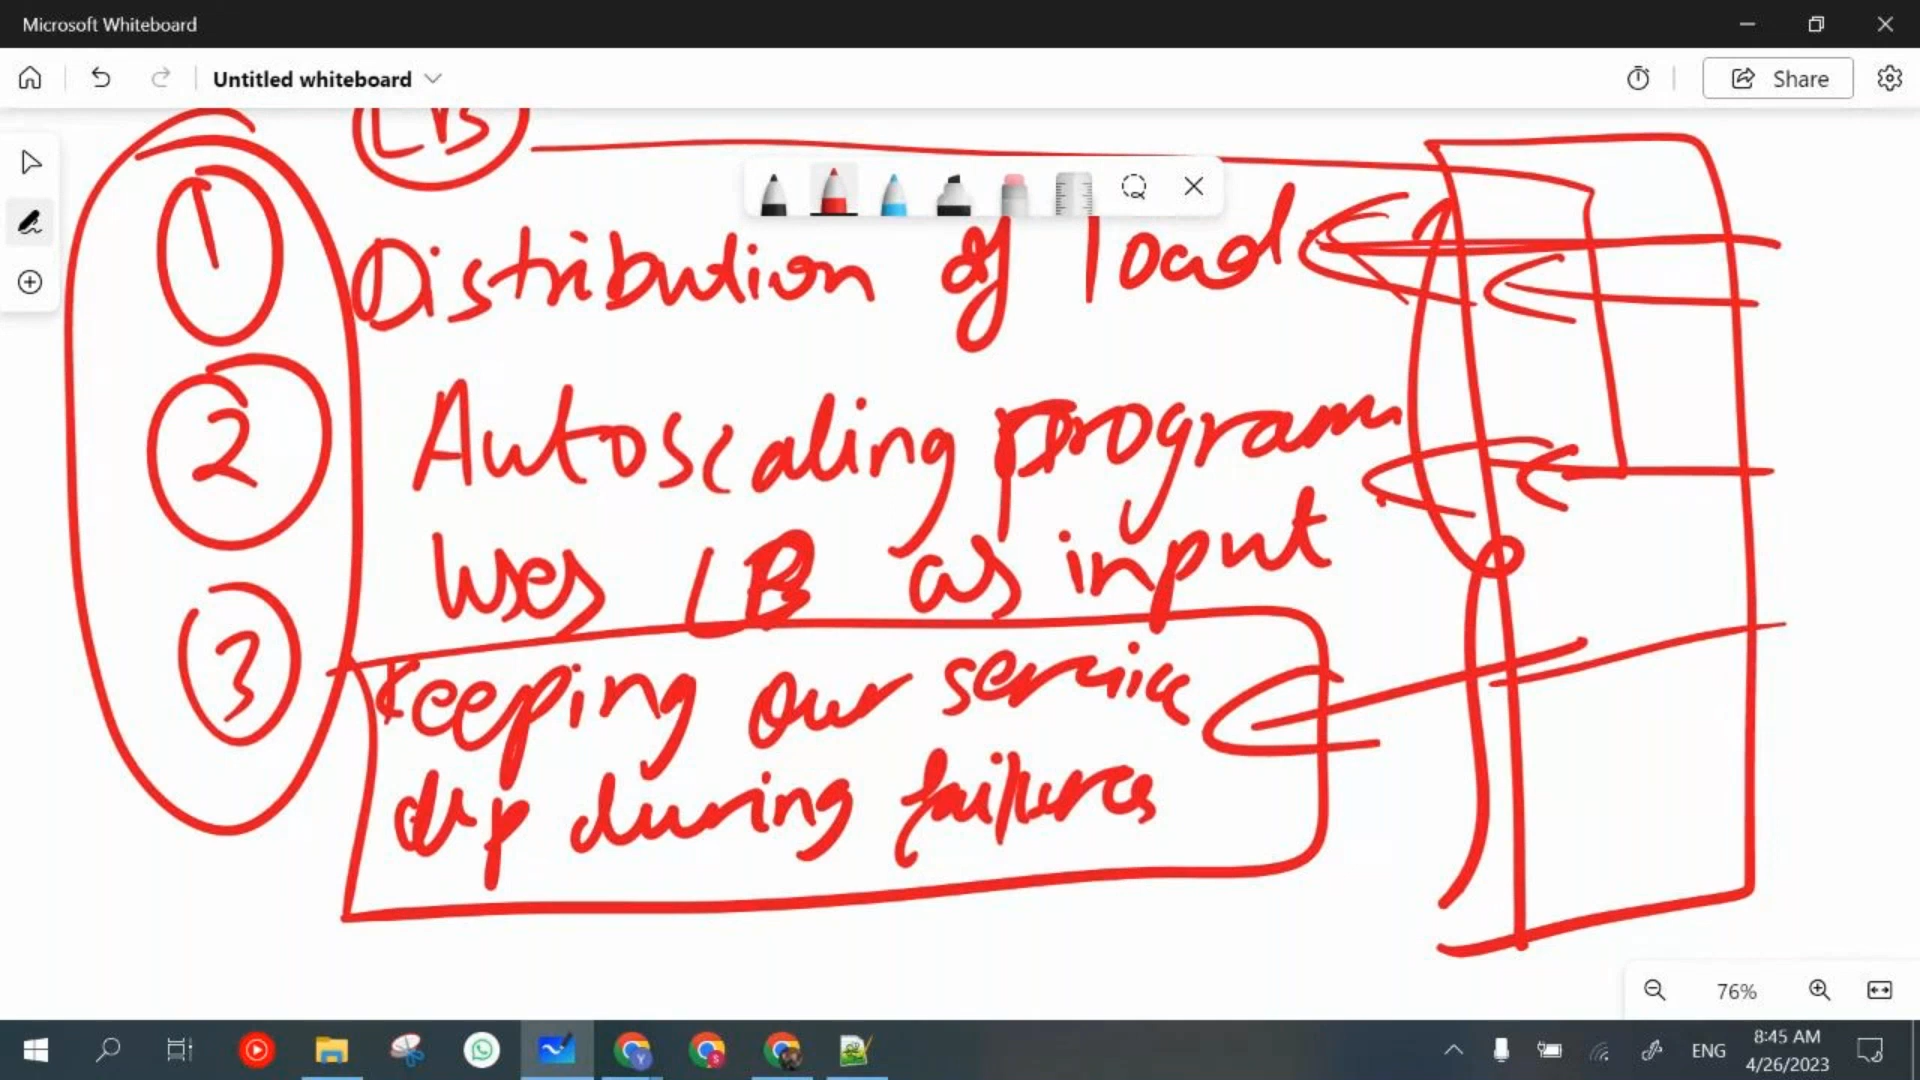 Microsoft Whiteboard
Untitled whiteboard
Share
LB
1 Distribution of load
2 Autoscaling program
uses LB as input
3 Keeping our service
up during failures
76%
ENG
8:45 AM
4/26/2023